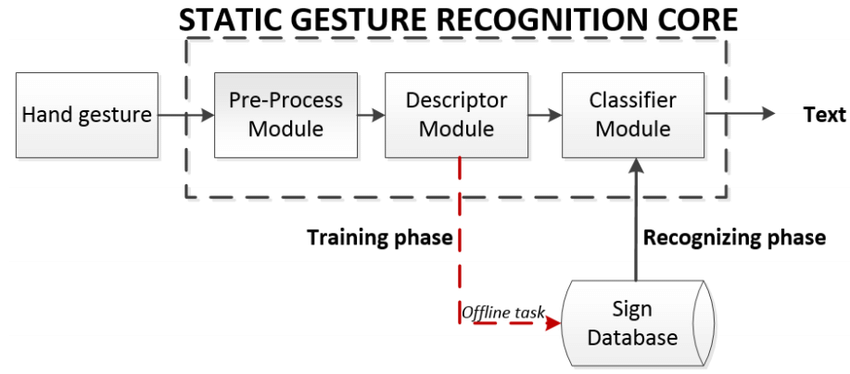 STATIC GESTURE RECOGNITION CORE
Hand gesture
Pre-Process
Module
Descriptor
Module
Classifier
Module
Text
Training phase
Recognizing phase
Offline task
Sign
Database